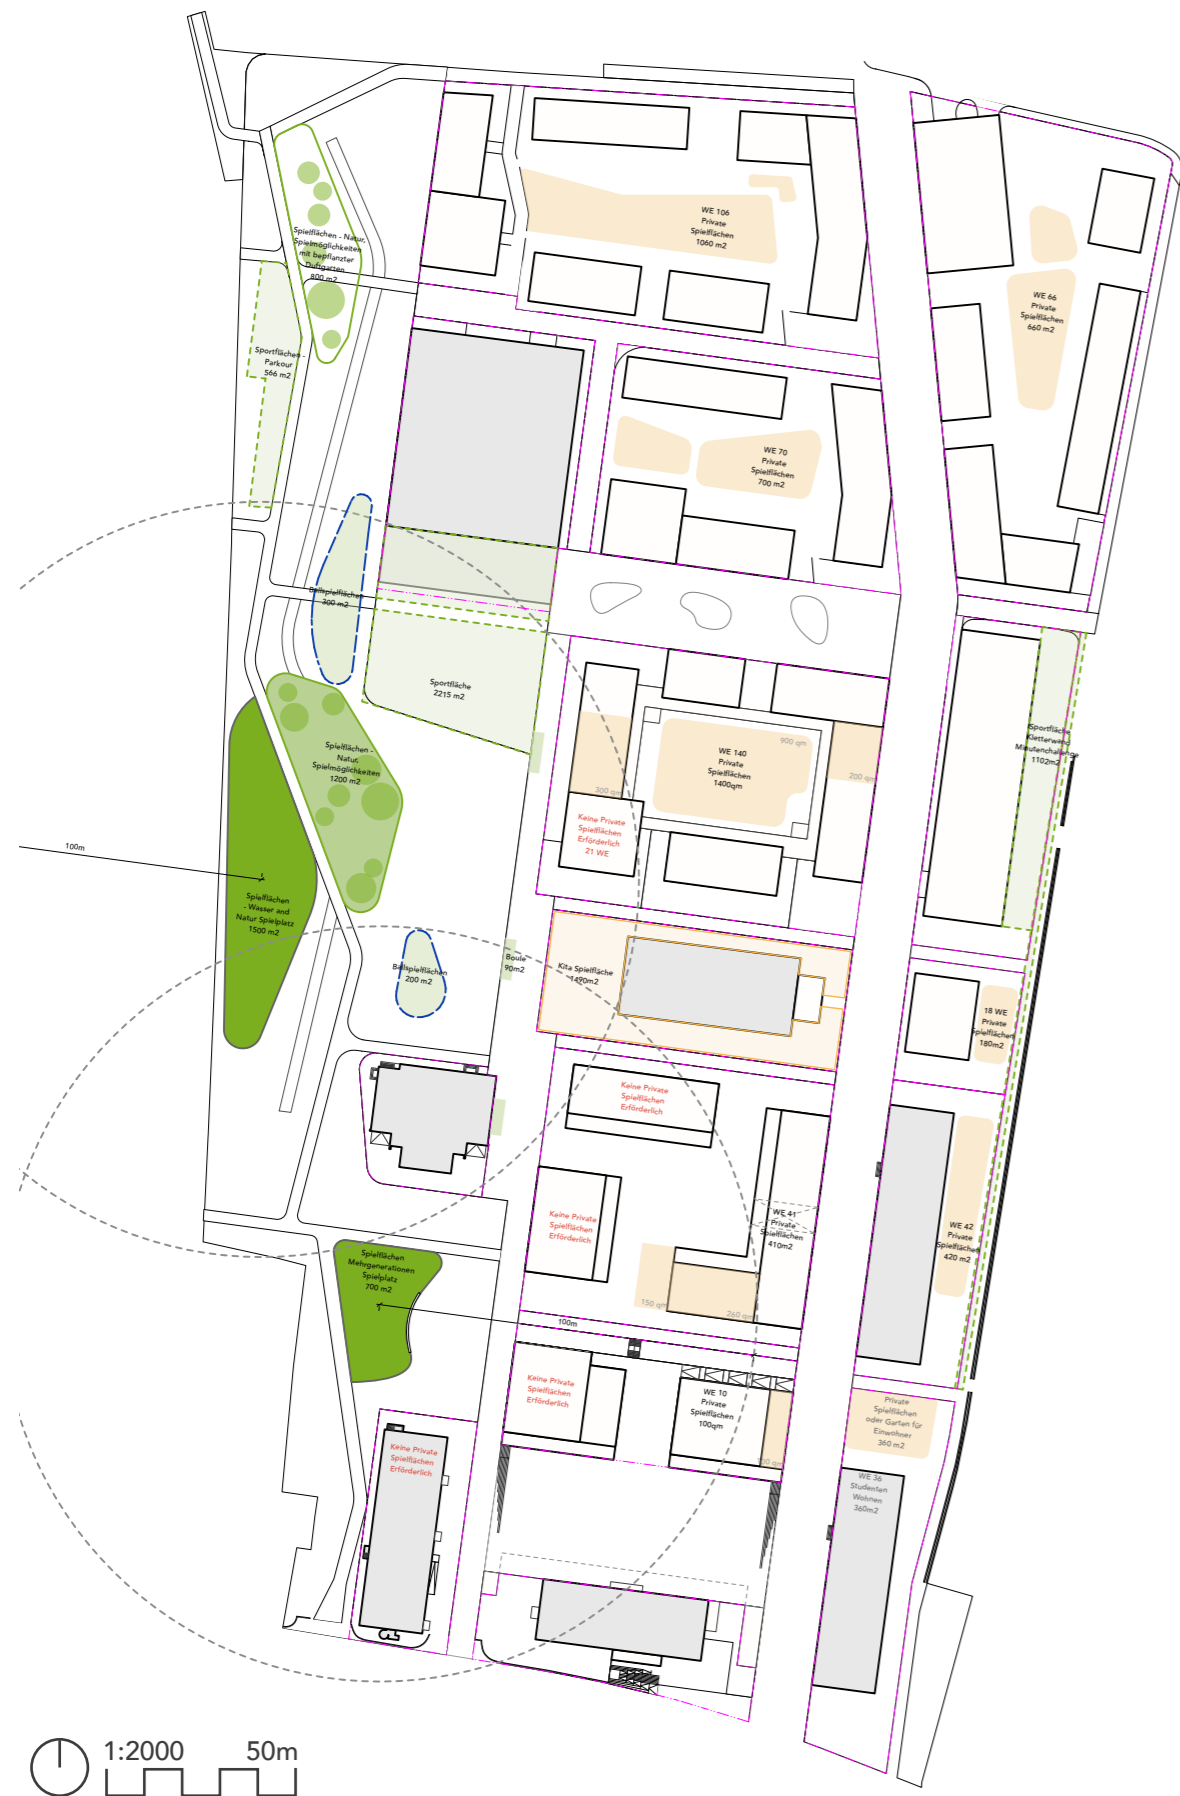 WE 106
Private
Spielflächen
1060 m2
Spielflächen - Natur,
Spielmöglichkeiten
mit bepflanzter
Duftgarten
800 m2
WE 66
Private
Spielflächen
660 m2
Sportflächen -
Parkour
566 m2
WE 70
Private
Spielflächen
700 m2
Ballspielflächen
300 m2
Sportfläche
2215 m2
Spielflächen -
Natur,
Spielmöglichkeiten
1200 m2
900 qm
WE 140
Private
Spielflächen
1400qm
300 qm
200 qm
Sportfläche
Kletterwand
Minutenchallenge
1102m2
Keine Private
Spielflächen
Erförderlich
21 WE
100m
Spielflächen
- Wasser and
Natur Spielplatz
1500 m2
Ballspielflächen
200 m2
Boule
90m2
Kita Spielfläche
1490m2
18 WE
Private
Spielflächen
180m2
Keine Private
Spielflächen
Erförderlich
Keine Private
Spielflächen
Erförderlich
WE 41
Private
Spielflächen
410m2
WE 42
Private
Spielflächen
420 m2
Spielflächen
Mehrgenerationen
Spielplatz
700 m2
150 qm
260 qm
100m
Keine Private
Spielflächen
Erförderlich
WE 10
Private
Spielflächen
100qm
100 qm
Private
Spielflächen
oder Garten für
Einwohner
360 m2
Keine Private
Spielflächen
Erförderlich
WE 36
Studenten
Wohnen
360m2
1:2000 50m